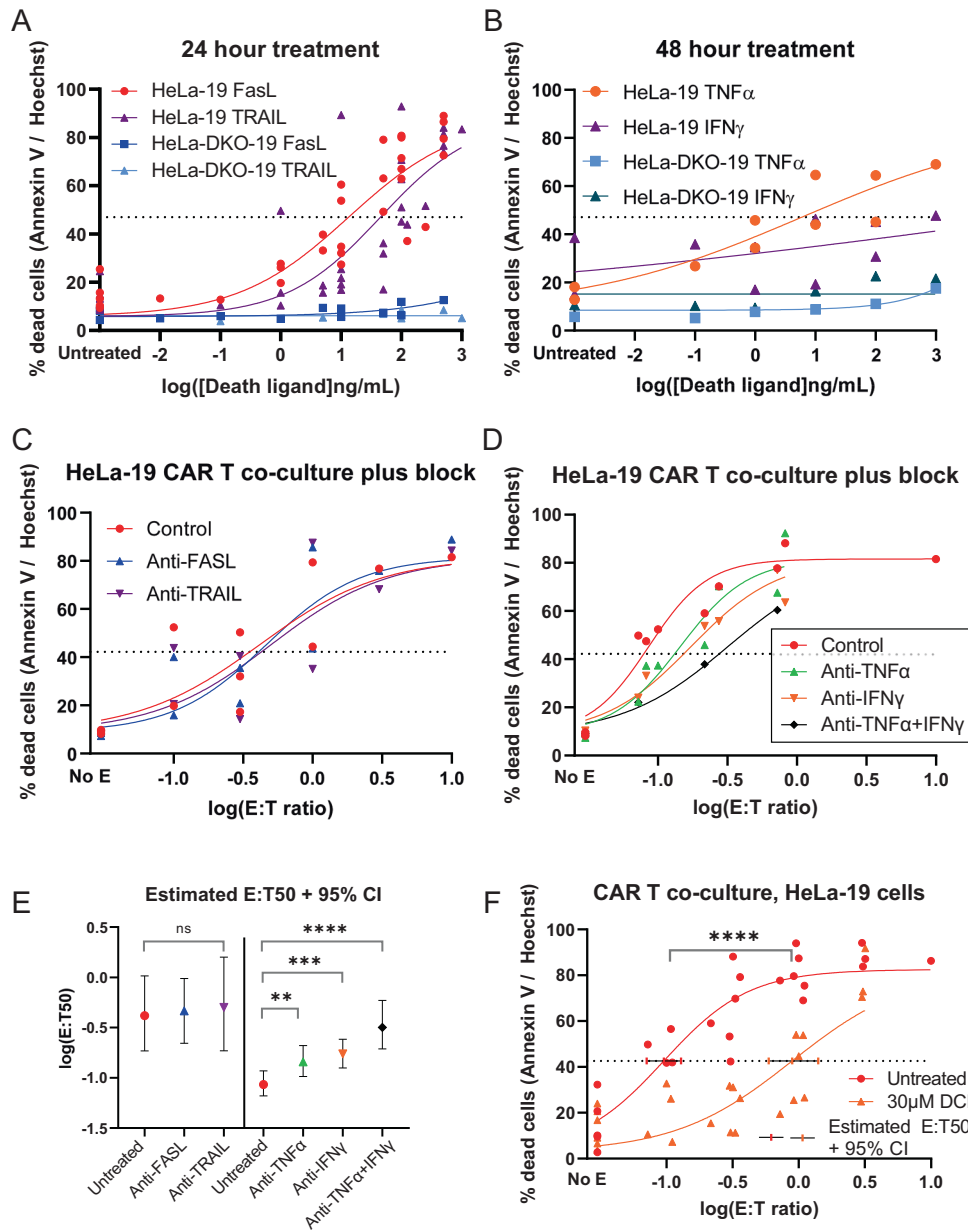 A
24 hour treatment
% dead cells (Annexin V / Hoechst)
100
80
60
40
20
0
HeLa-19 FasL
HeLa-19 TRAIL
HeLa-DKO-19 FasL
HeLa-DKO-19 TRAIL
Untreated
-2
-1
0
1
2
3
log([Death ligand]ng/mL)
B
48 hour treatment
% dead cells (Annexin V / Hoechst)
100
80
60
40
20
0
HeLa-19 TNFα
HeLa-19 IFNγ
HeLa-DKO-19 TNFα
HeLa-DKO-19 IFNγ
Untreated
-2
-1
0
1
2
3
log([Death ligand]ng/mL)
C
HeLa-19 CAR T co-culture plus block
% dead cells (Annexin V / Hoechst)
100
80
60
40
20
0
Control
Anti-FASL
Anti-TRAIL
No E
-1.0
-0.5
0.0
0.5
1.0
log(E:T ratio)
D
HeLa-19 CAR T co-culture plus block
% dead cells (Annexin V / Hoechst)
100
80
60
40
20
0
Control
Anti-TNFα
Anti-IFNγ
Anti-TNFα+IFNγ
No E
-1.0
-0.5
0.0
0.5
1.0
log(E:T ratio)
E
Estimated E:T50 + 95% CI
log(E:T50)
0.5
0.0
-0.5
-1.0
-1.5
ns
****
***
**
Untreated
Anti-FASL
Anti-TRAIL
Untreated
Anti-TNFα
Anti-IFNγ
Anti-TNFα+IFNγ
F
CAR T co-culture, HeLa-19 cells
% dead cells (Annexin V / Hoechst)
100
80
60
40
20
0
****
Untreated
30µM DCI
Estimated E:T50
+ 95% CI
No E
-1.0
-0.5
0.0
0.5
1.0
log(E:T ratio)